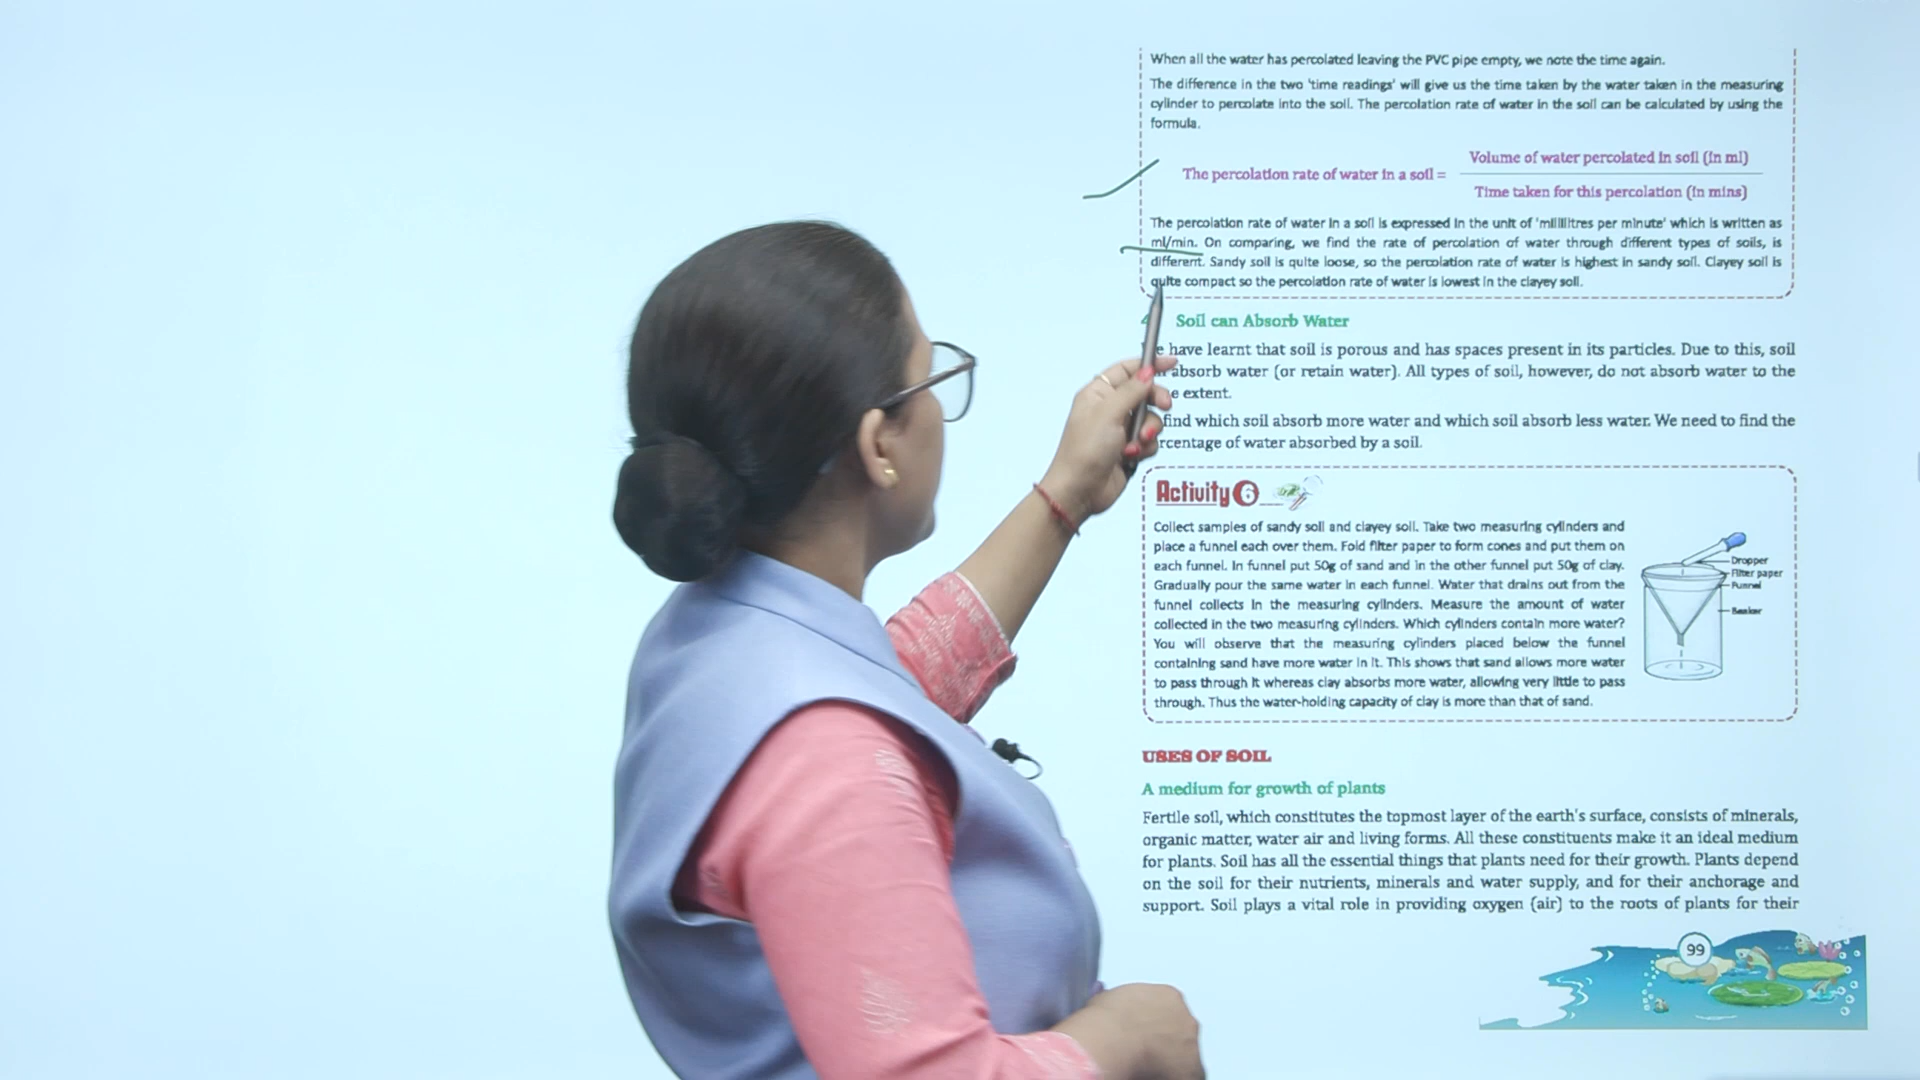 When all the water has percolated leaving the PVC pipe empty, we note the time again.
The difference in the two 'time readings' will give us the time taken by the water taken in the measuring
cylinder to percolate into the soil. The percolation rate of water in the soil can be calculated by using the
formula.
The percolation rate of water in a soil = Volume of water percolated in soil (in ml)
Time taken for this percolation (in mins)
The percolation rate of water in a soil is expressed in the unit of 'millilitres per minute' which is written as
ml/min. On comparing, we find the rate of percolation of water through different types of soils, is
different. Sandy soil is quite loose, so the percolation rate of water is highest in sandy soil. Clayey soil is
quite compact so the percolation rate of water is lowest in the clayey soil.
Soil can Absorb Water
have learnt that soil is porous and has spaces present in its particles. Due to this, soil
absorb water (or retain water). All types of soil, however, do not absorb water to the
extent.
find which soil absorb more water and which soil absorb less water. We need to find the
rcentage of water absorbed by a soil.
Activity 6
Collect samples of sandy soil and clayey soil. Take two measuring cylinders and
place a funnel each over them. Fold filter paper to form cones and put them on
each funnel. In funnel put 50g of sand and in the other funnel put 50g of clay.
Gradually pour the same water in each funnel. Water that drains out from the
funnel collects in the measuring cylinders. Measure the amount of water
collected in the two measuring cylinders. Which cylinders contain more water?
You will observe that the measuring cylinders placed below the funnel
containing sand have more water in it. This shows that sand allows more water
to pass through it whereas clay absorbs more water, allowing very little to pass
through. Thus the water-holding capacity of clay is more than that of sand.
Dropper
Filter paper
Funnel
Beaker
USES OF SOIL
A medium for growth of plants
Fertile soil, which constitutes the topmost layer of the earth's surface, consists of minerals,
organic matter, water air and living forms. All these constituents make it an ideal medium
for plants. Soil has all the essential things that plants need for their growth. Plants depend
on the soil for their nutrients, minerals and water supply, and for their anchorage and
support. Soil plays a vital role in providing oxygen (air) to the roots of plants for their
99